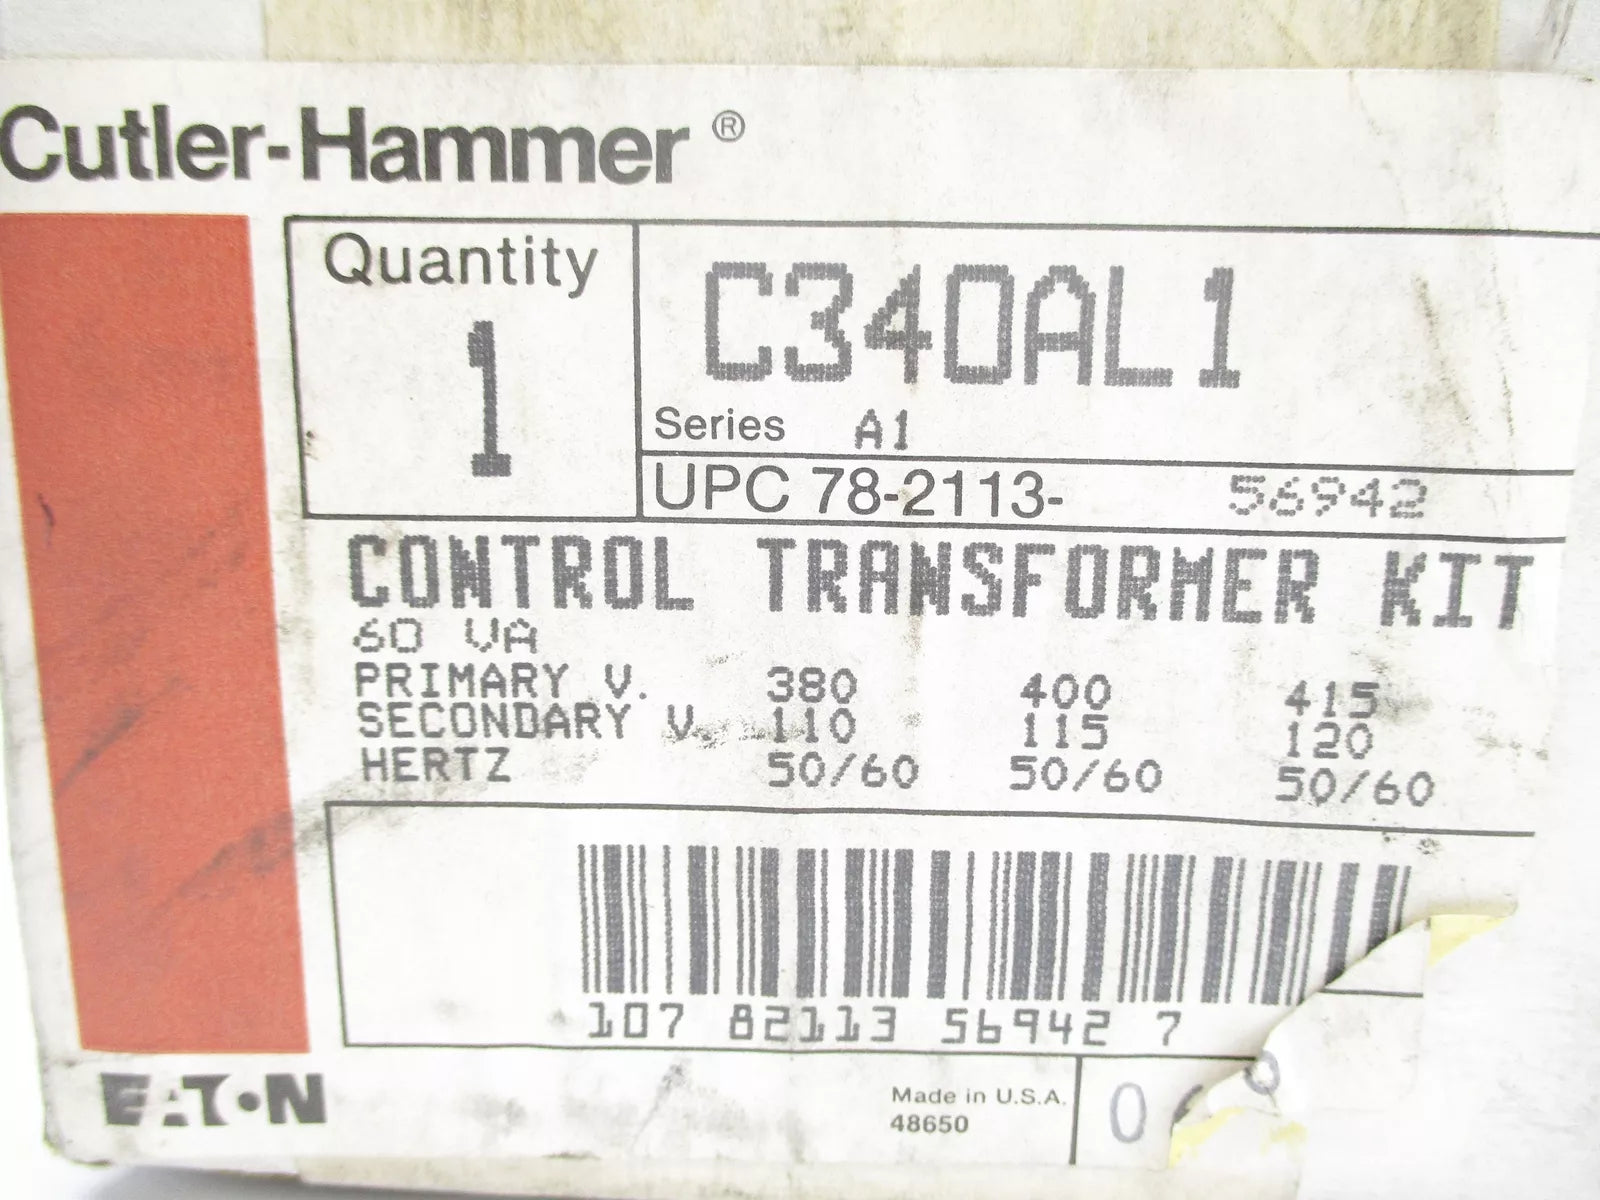 Cutler-Hammer ®
Quantity
1
C340AL1
Series A1
UPC 78-2113- 56942
CONTROL TRANSFORMER KIT
60 VA
PRIMARY V. 380 400 415
SECONDARY V. 110 115 120
HERTZ 50/60 50/60 50/60
107 82113 56942 7
EATON
Made in U.S.A.
48650